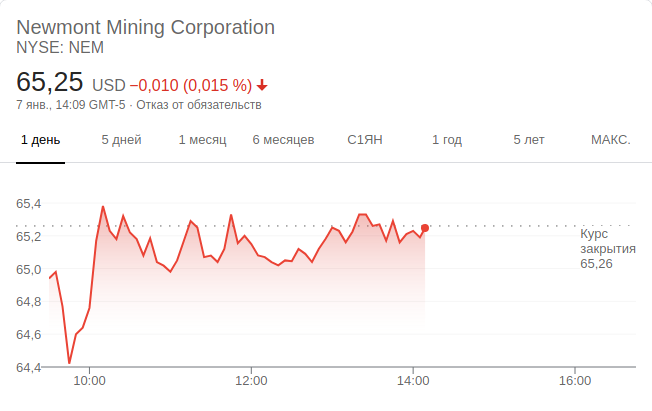 Newmont Mining Corporation
NYSE: NEM
65,25 USD −0,010 (0,015 %)
7 янв., 14:09 GMT-5 · Отказ от обязательств
1 день 5 дней 1 месяц 6 месяцев С1ЯН 1 год 5 лет МАКС.
65,4
65,2
65,0
64,8
64,6
64,4
Курс
закрытия
65,26
10:00 12:00 14:00 16:00